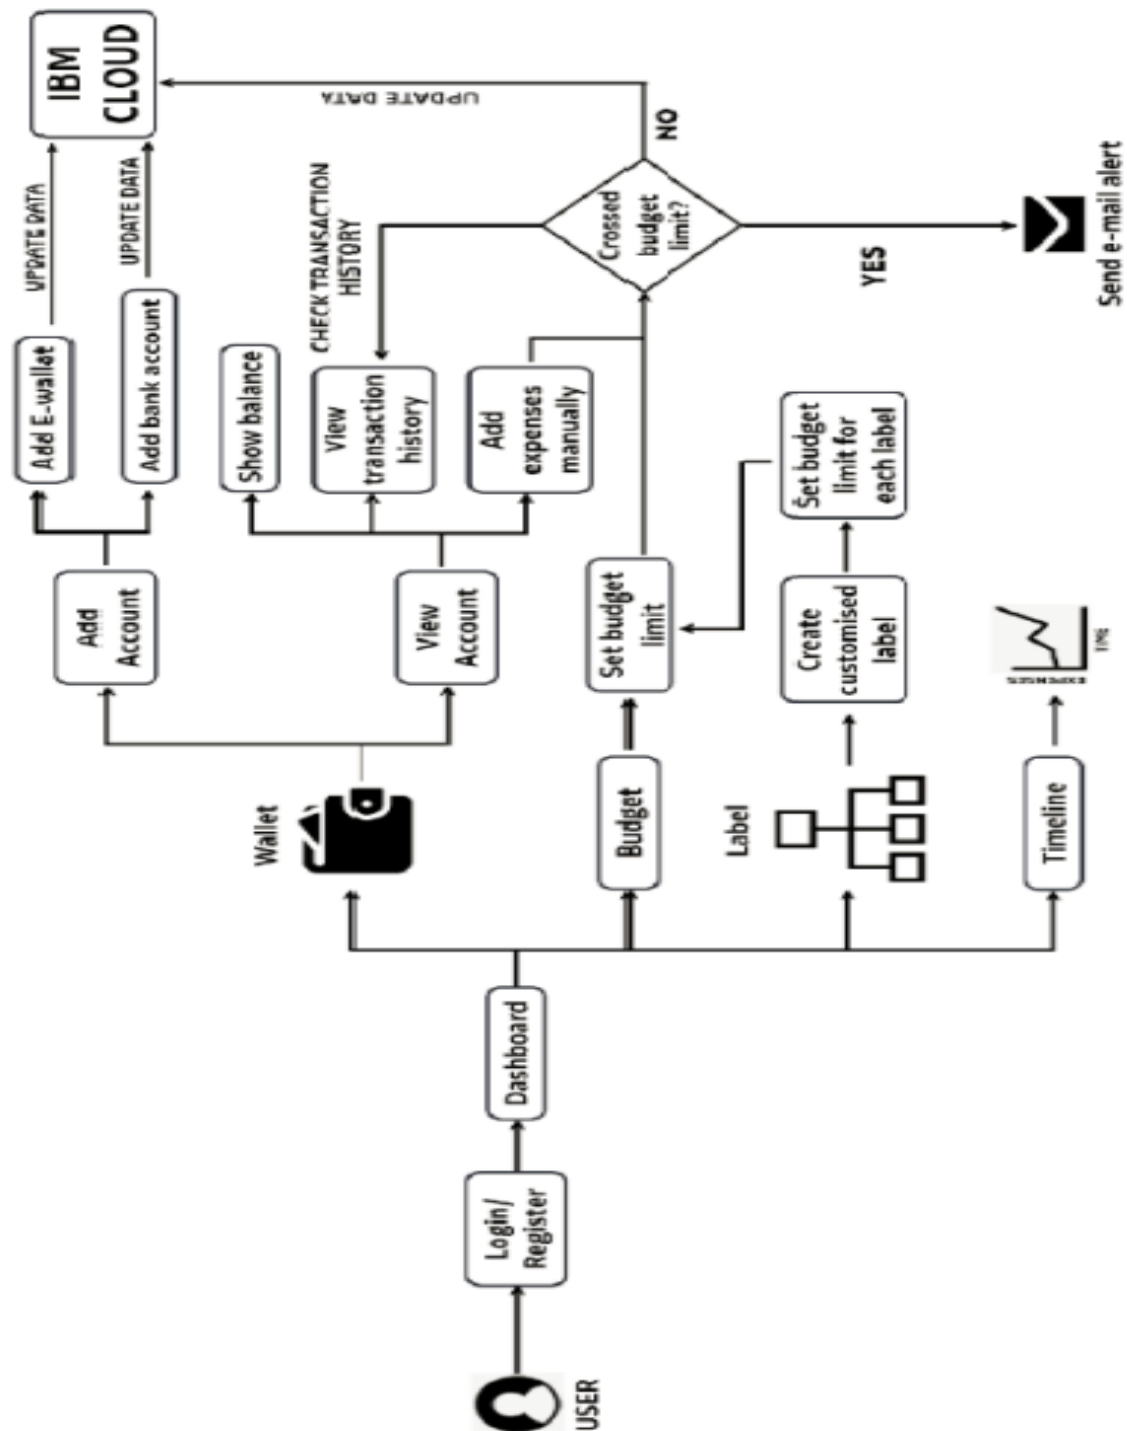 USER
Login/
Register
Dashboard
Wallet
Budget
Label
Timeline
Add
Account
View
Account
Set budget
limit
Create
customised
label
EXPENSES
TIME
Add E-wallet
Add bank account
Show balance
View
transaction
history
Add
expenses
manually
Set budget
limit for
each label
UPDATE DATA
UPDATE DATA
CHECK TRANSACTION
HISTORY
Crossed
budget
limit?
YES
NO
UPDATE DATA
IBM
CLOUD
Send e-mail alert